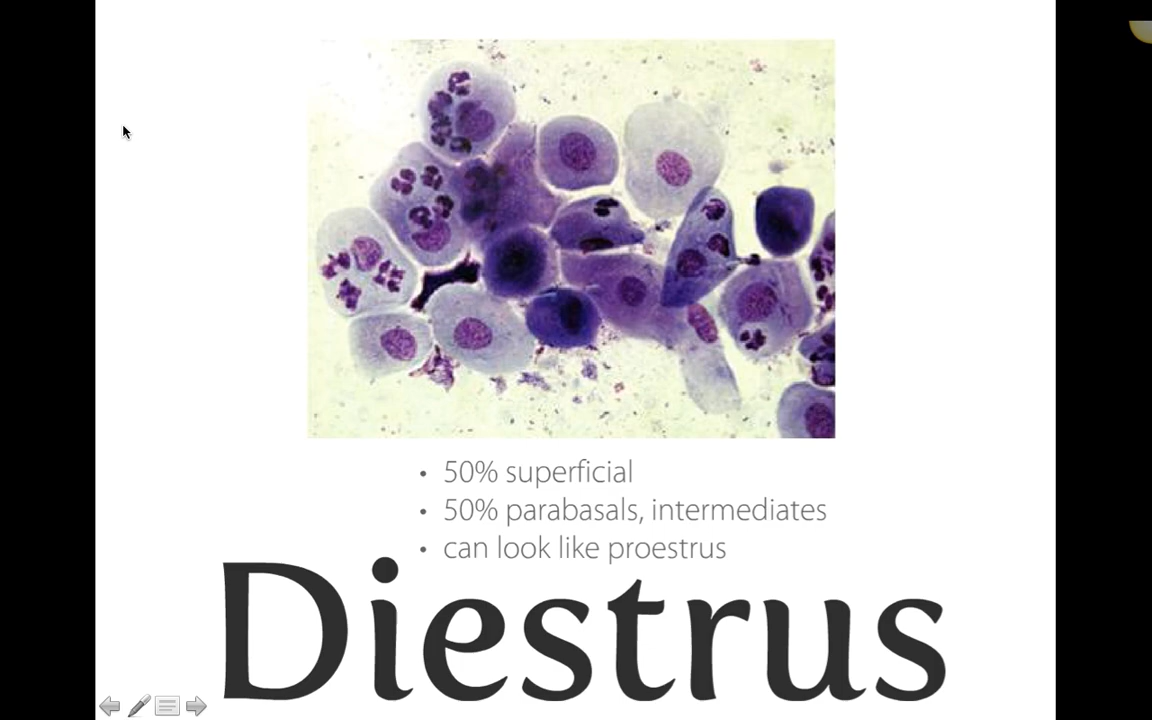 • 50% superficial
• 50% parabasals, intermediates
• can look like proestrus
Diestrus